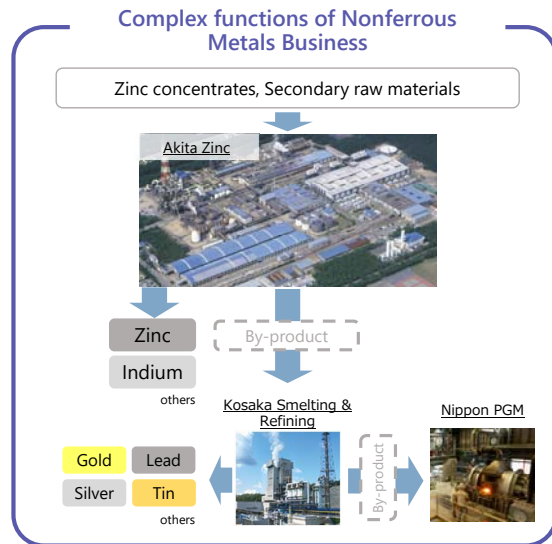 Complex functions of Nonferrous
Metals Business
Zinc concentrates, Secondary raw materials
Akita Zinc
Zinc
By-product
Indium
others
Kosaka Smelting &
Refining
Nippon PGM
Gold
Lead
By-product
Silver
Tin
others